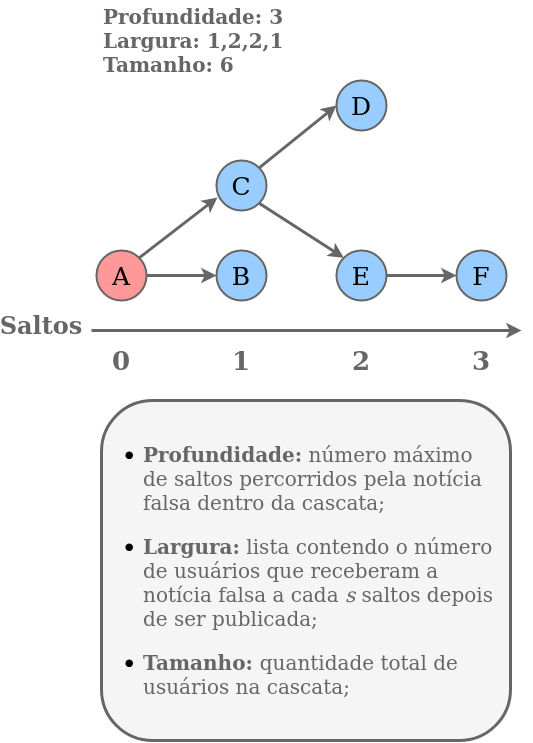 Profundidade: 3
Largura: 1,2,2,1
Tamanho: 6
D
C
A
B
E
F
Saltos
0 1 2 3
• Profundidade: número máximo
de saltos percorridos pela notícia
falsa dentro da cascata;
• Largura: lista contendo o número
de usuários que receberam a
notícia falsa a cada s saltos depois
de ser publicada;
• Tamanho: quantidade total de
usuários na cascata;